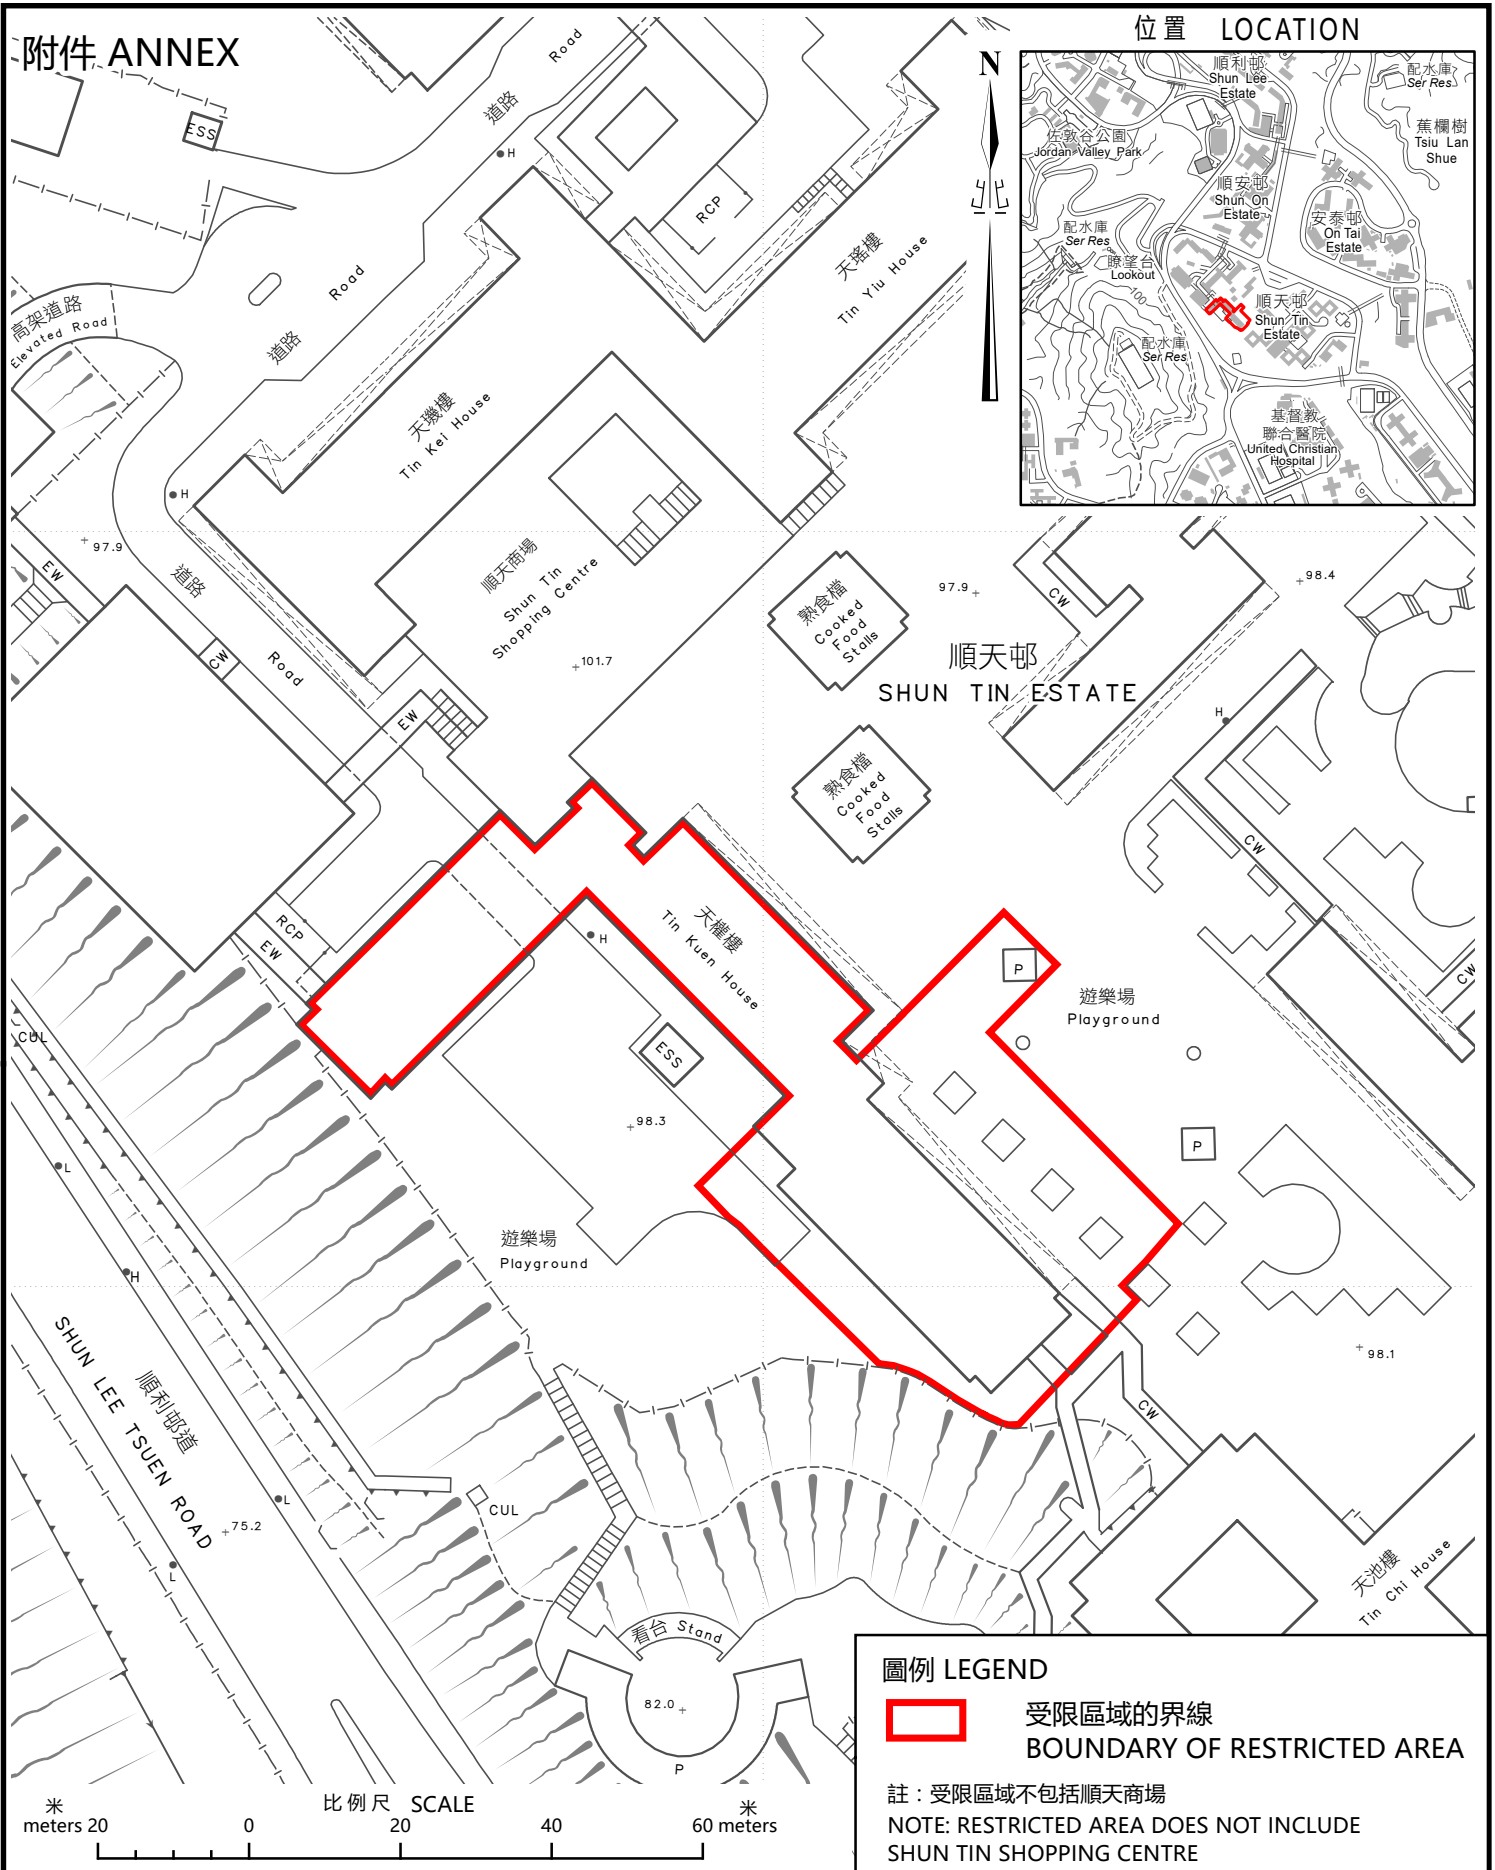 附件 ANNEX
位置 LOCATION
N
順利邨
Shun Lee
Estate
配水庫
Ser Res
蕉欄樹
Tsiu Lan
Shue
佐敦谷公園
Jordan Valley Park
順安邨
Shun On
Estate
安泰邨
On Tai
Estate
配水庫
Ser Res
瞭望台
Lookout
100
順天邨
Shun Tin
Estate
配水庫
Ser Res
基督教
聯合醫院
United Christian
Hospital
ESS
道路
Road
H
RCP
天瑤樓
Tin Yiu House
道路
Road
高架道路
Elevated Road
天璣樓
Tin Kei House
H
97.9
EW
道路
Road
CW
順天商場
Shun Tin
Shopping Centre
101.7
EW
熟食檔
Cooked
Food
Stalls
97.9
CW
98.4
順天邨
SHUN TIN ESTATE
H
熟食檔
Cooked
Food
Stalls
CW
RCP
EW
天權樓
Tin Kuen House
H
P
遊樂場
Playground
CW
CUL
ESS
98.3
P
L
遊樂場
Playground
H
98.1
SHUN LEE TSUEN ROAD
順利邨道
CW
L
CUL
75.2
L
天池樓
Tin Chi House
看台 Stand
82.0
P
圖例 LEGEND
受限區域的界線
BOUNDARY OF RESTRICTED AREA
註：受限區域不包括順天商場
NOTE: RESTRICTED AREA DOES NOT INCLUDE
SHUN TIN SHOPPING CENTRE
比例尺 SCALE
米 米
meters 20 0 20 40 60 meters